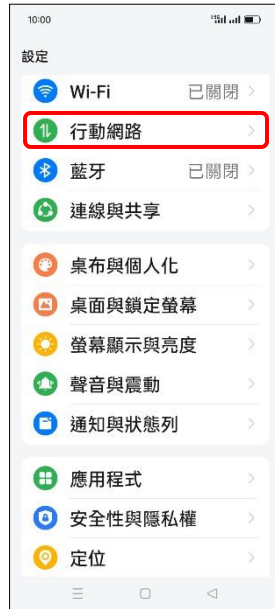 10:00
設定
Wi-Fi 已關閉
行動網路
藍牙 已關閉
連線與共享
桌布與個人化
桌面與鎖定螢幕
螢幕顯示與亮度
聲音與震動
通知與狀態列
應用程式
安全性與隱私權
定位